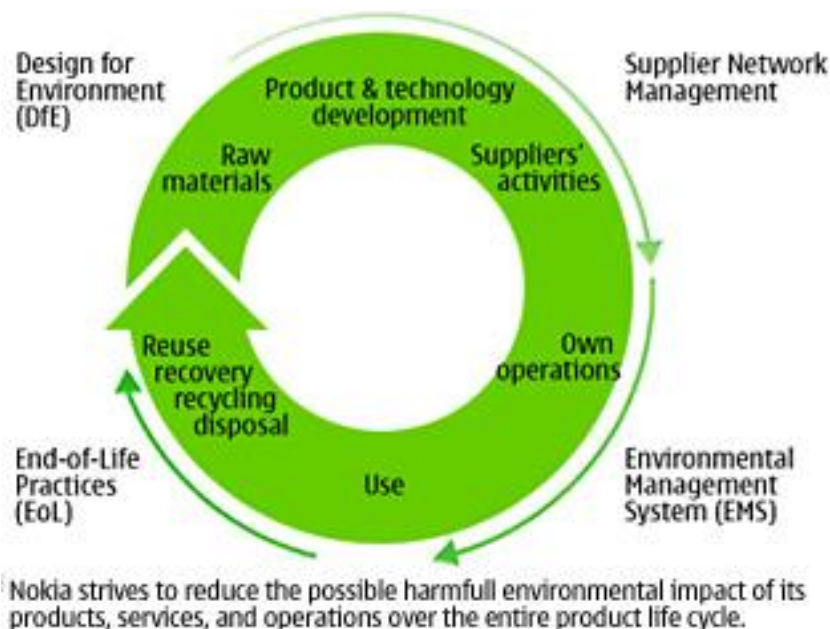 Design for
Environment
(DfE)
Supplier Network
Management
Product & technology
development
Raw
materials
Suppliers'
activities
Reuse
recovery
recycling
disposal
Own
operations
Use
End-of-Life
Practices
(EoL)
Environmental
Management
System (EMS)
Nokia strives to reduce the possible harmfull environmental impact of its
products, services, and operations over the entire product life cycle.